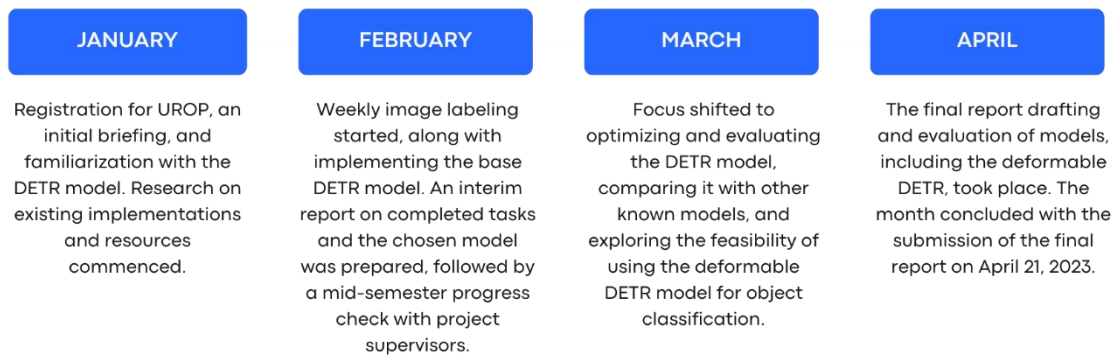 JANUARY
Registration for UROP, an
initial briefing, and
familiarization with the
DETR model. Research on
existing implementations
and resources
commenced.
FEBRUARY
Weekly image labeling
started, along with
implementing the base
DETR model. An interim
report on completed tasks
and the chosen model
was prepared, followed by
a mid-semester progress
check with project
supervisors.
MARCH
Focus shifted to
optimizing and evaluating
the DETR model,
comparing it with other
known models, and
exploring the feasibility of
using the deformable
DETR model for object
classification.
APRIL
The final report drafting
and evaluation of models,
including the deformable
DETR, took place. The
month concluded with the
submission of the final
report on April 21, 2023.